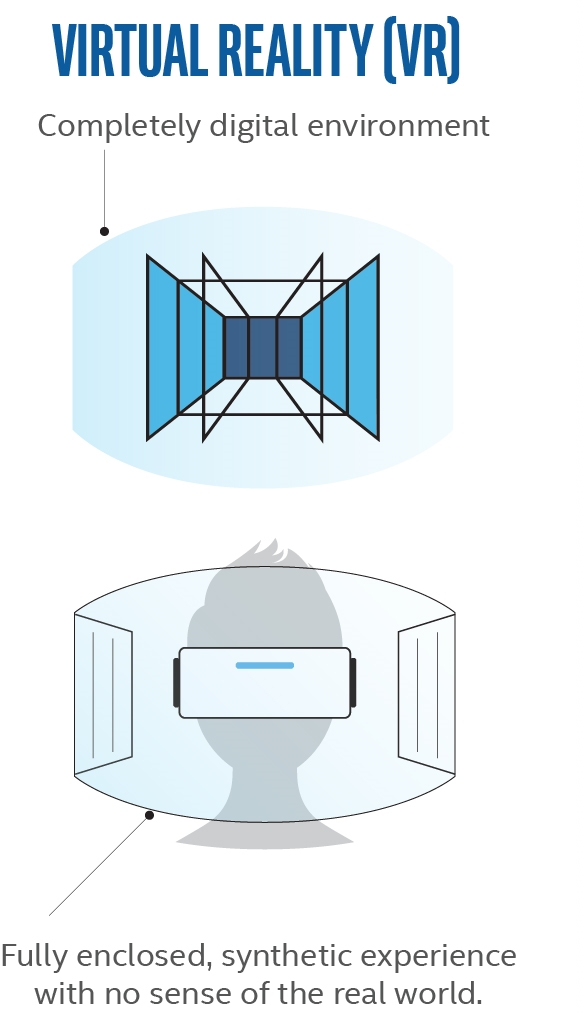 VIRTUAL REALITY (VR)
Completely digital environment
Fully enclosed, synthetic experience
with no sense of the real world.